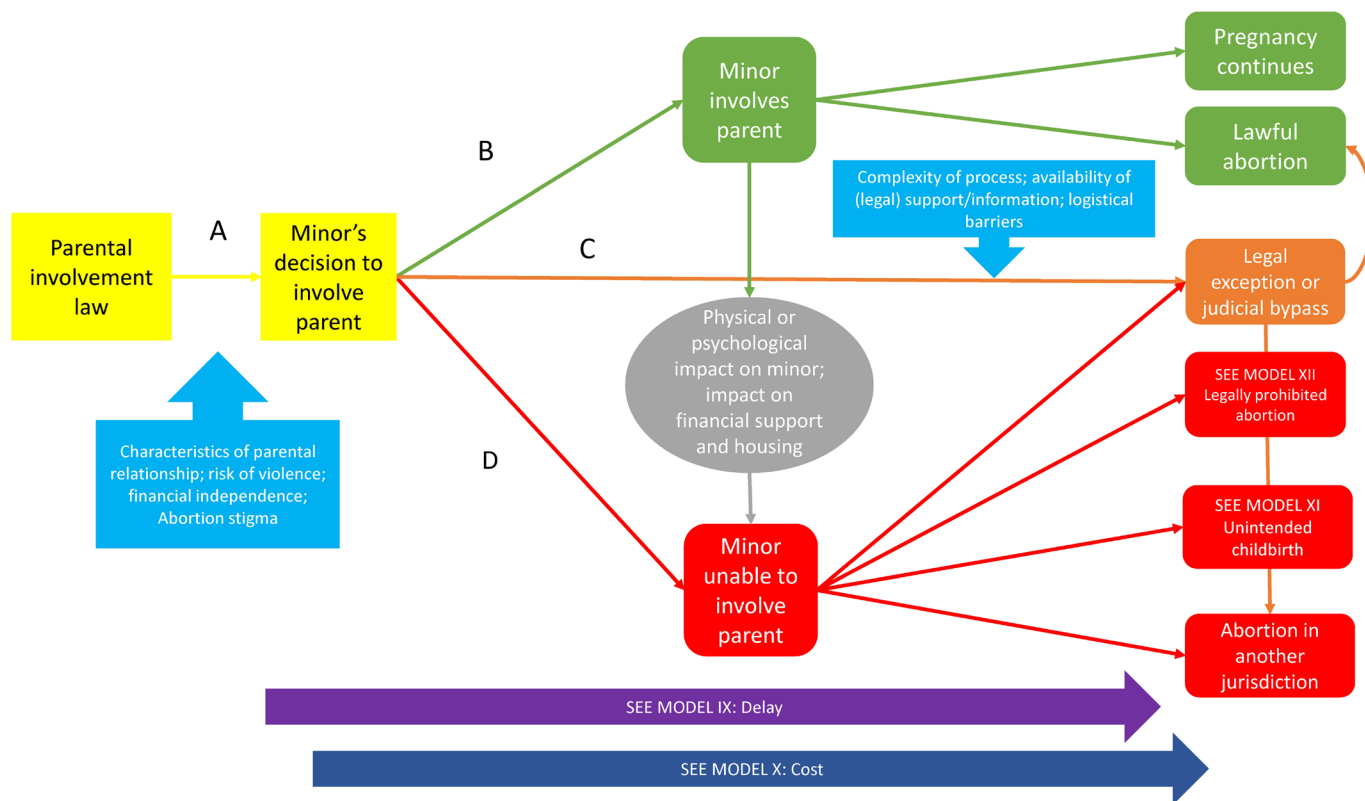 Pregnancy
continues
Minor
involves
parent
B
Lawful
abortion
Complexity of process; availability of
(legal) support/information; logistical
barriers
A
Parental
involvement
law
Minor's
decision to
involve
parent
C
Legal
exception or
judicial bypass
Physical or
psychological
impact on minor;
impact on
financial support
and housing
SEE MODEL XII
Legally prohibited
abortion
Characteristics of parental
relationship; risk of violence;
financial independence;
Abortion stigma
D
SEE MODEL XI
Unintended
childbirth
Minor
unable to
involve
parent
Abortion in
another
jurisdiction
SEE MODEL IX: Delay
SEE MODEL X: Cost